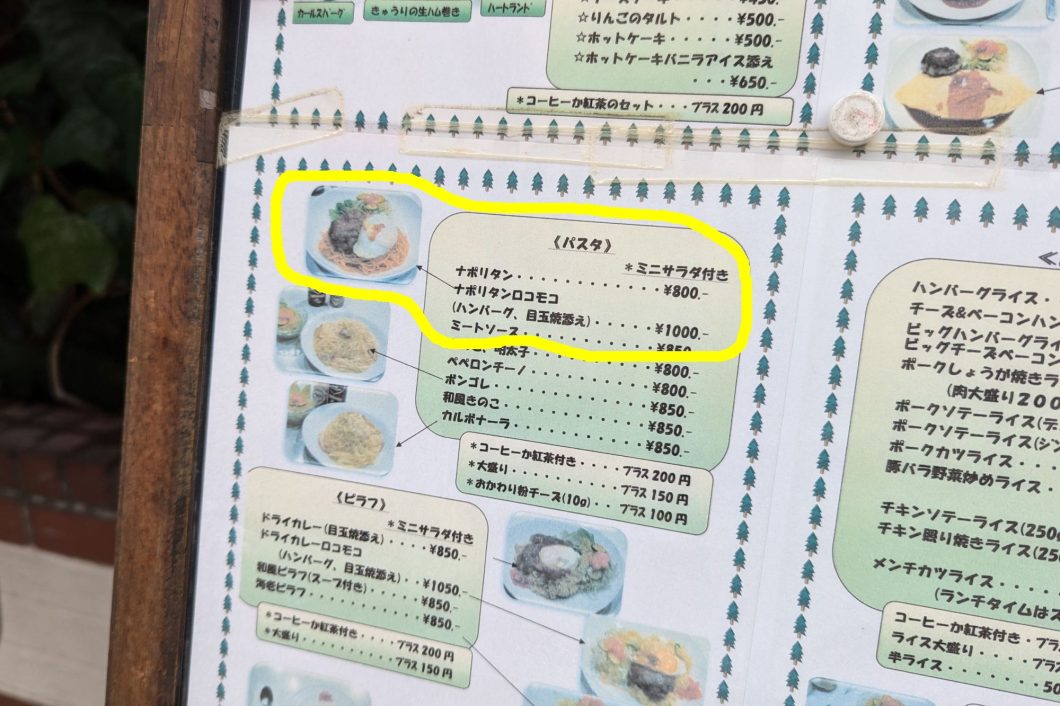 カールスバーグ
きゅうりの生ハム巻き
ハートランド
☆りんごのタルト・・・・・¥500.-
☆ホットケーキ・・・・・¥500.-
☆ホットケーキバニラアイス添え
・・・¥650.-
*コーヒーか紅茶のセット・・・プラス200円
《パスタ》
*ミニサラダ付き
ナポリタン・・・・・・・・・・¥800.-
ナポリタンロコモコ
(ハンバーグ、目玉焼添え)・・・・・¥1000.-
ミートソース・・・・・・・・・・¥850
明太子・・・・・・・・・・¥800.-
ペペロンチーノ・・・・・・・・・・¥800.-
ボンゴレ・・・・・・・・・・¥850.-
和風きのこ・・・・・・・・・・¥850.-
カルボナーラ・・・・・・・・・・¥850.-
*コーヒーか紅茶付き・・・・プラス200円
*大盛り・・・・・・・・プラス150円
*おかわり粉チーズ(10g)・・プラス100円
《ピラフ》
*ミニサラダ付き
ドライカレー(目玉焼添え)・・・・¥850.-
ドライカレーロコモコ
(ハンバーグ、目玉焼添え)・・¥1050.-
和風ピラフ(スープ付き)・・・・¥850.-
海老ピラフ・・・・・・・・・・¥850.-
*コーヒーか紅茶付き・・・・プラス200円
*大盛り・・・・・・・・プラス150円
ハンバーグライス・
チーズ&ベーコンハン
ビッグハンバーグライ
ビッグチーズベーコン
ポークしょうが焼きラ
(肉大盛り200
ポークソテーライス(デ
ポークソテーライス(シン
ポークカツライス・・
豚バラ野菜炒めライス・
チキンソテーライス(250g
チキン照り焼きライス(25
メンチカツライス・・・・
(ランチタイムは
コーヒーか紅茶付き・プラ
ライス大盛り・・・・プラス
半ライス・・・・・・50